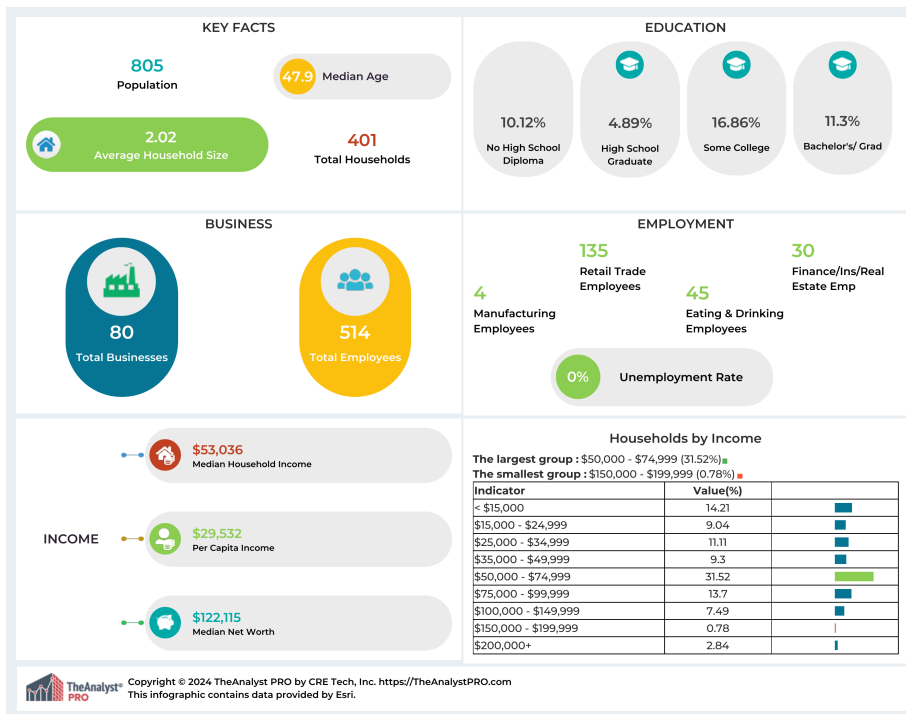 KEY FACTS
805
Population
47.9 Median Age
2.02
Average Household Size
401
Total Households
EDUCATION
10.12%
No High School
Diploma
4.89%
High School
Graduate
16.86%
Some College
11.3%
Bachelor's/ Grad
BUSINESS
80
Total Businesses
514
Total Employees
EMPLOYMENT
4
Manufacturing
Employees
135
Retail Trade
Employees
45
Eating & Drinking
Employees
30
Finance/Ins/Real
Estate Emp
0% Unemployment Rate
INCOME
$53,036
Median Household Income
$29,532
Per Capita Income
$122,115
Median Net Worth
Households by Income
The largest group : $50,000 - $74,999 (31.52%)
The smallest group : $150,000 - $199,999 (0.78%)
Indicator Value(%)
< $15,000 14.21
$15,000 - $24,999 9.04
$25,000 - $34,999 11.11
$35,000 - $49,999 9.3
$50,000 - $74,999 31.52
$75,000 - $99,999 13.7
$100,000 - $149,999 7.49
$150,000 - $199,999 0.78
$200,000+ 2.84
TheAnalyst®
PRO
Copyright © 2024 TheAnalyst PRO by CRE Tech, Inc. https://TheAnalystPRO.com
This infographic contains data provided by Esri.